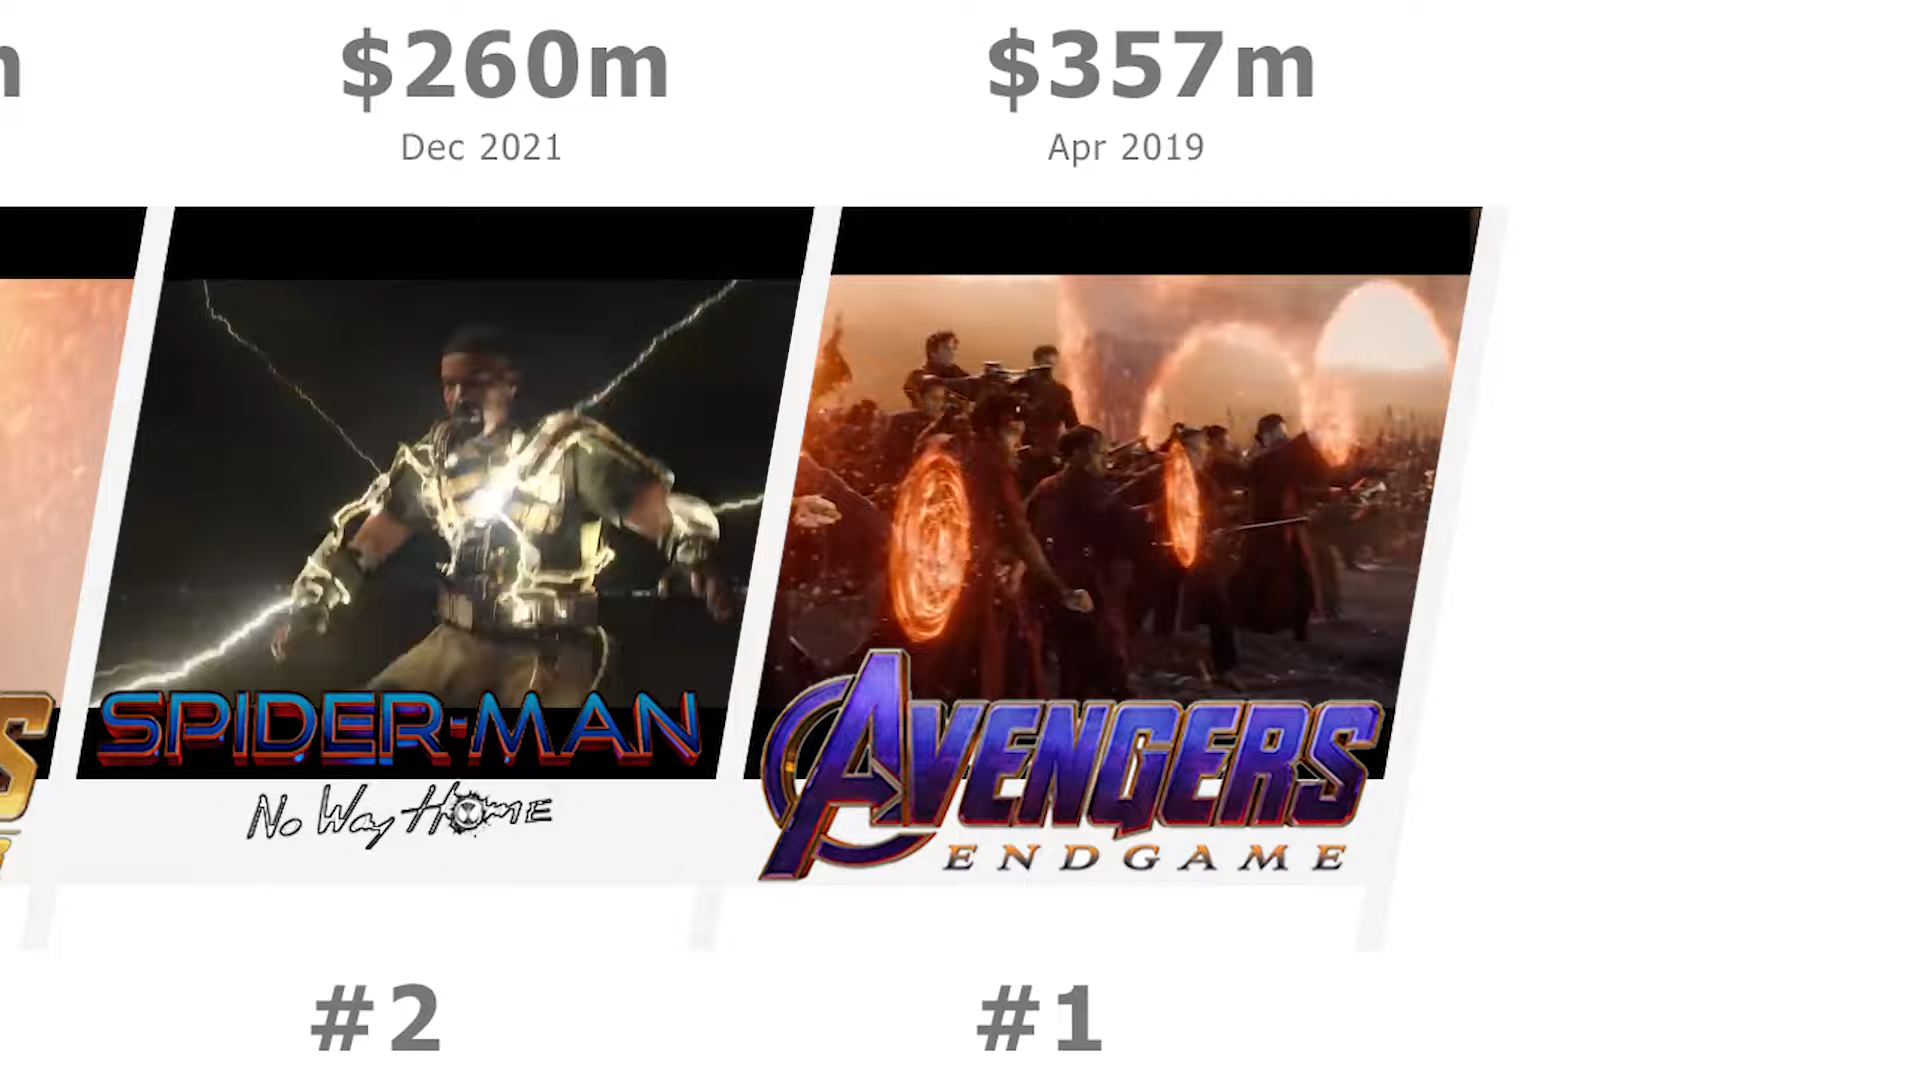 $260m
Dec 2021
$357m
Apr 2019
SPIDER-MAN
No Way Home
AVENGERS
ENDGAME
#2
#1